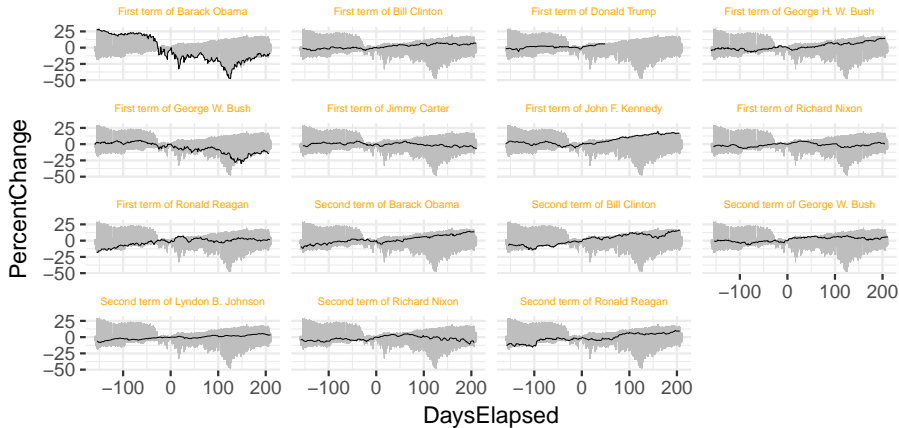 First term of Barack Obama
First term of Bill Clinton
First term of Donald Trump
First term of George H. W. Bush
25
0
−25
−50
First term of George W. Bush
First term of Jimmy Carter
First term of John F. Kennedy
First term of Richard Nixon
25
0
−25
−50
First term of Ronald Reagan
Second term of Barack Obama
Second term of Bill Clinton
Second term of George W. Bush
25
0
−25
−50
−100 0 100 200
Second term of Lyndon B. Johnson
Second term of Richard Nixon
Second term of Ronald Reagan
25
0
−25
−50
−100 0 100 200
−100 0 100 200
−100 0 100 200
DaysElapsed
PercentChange